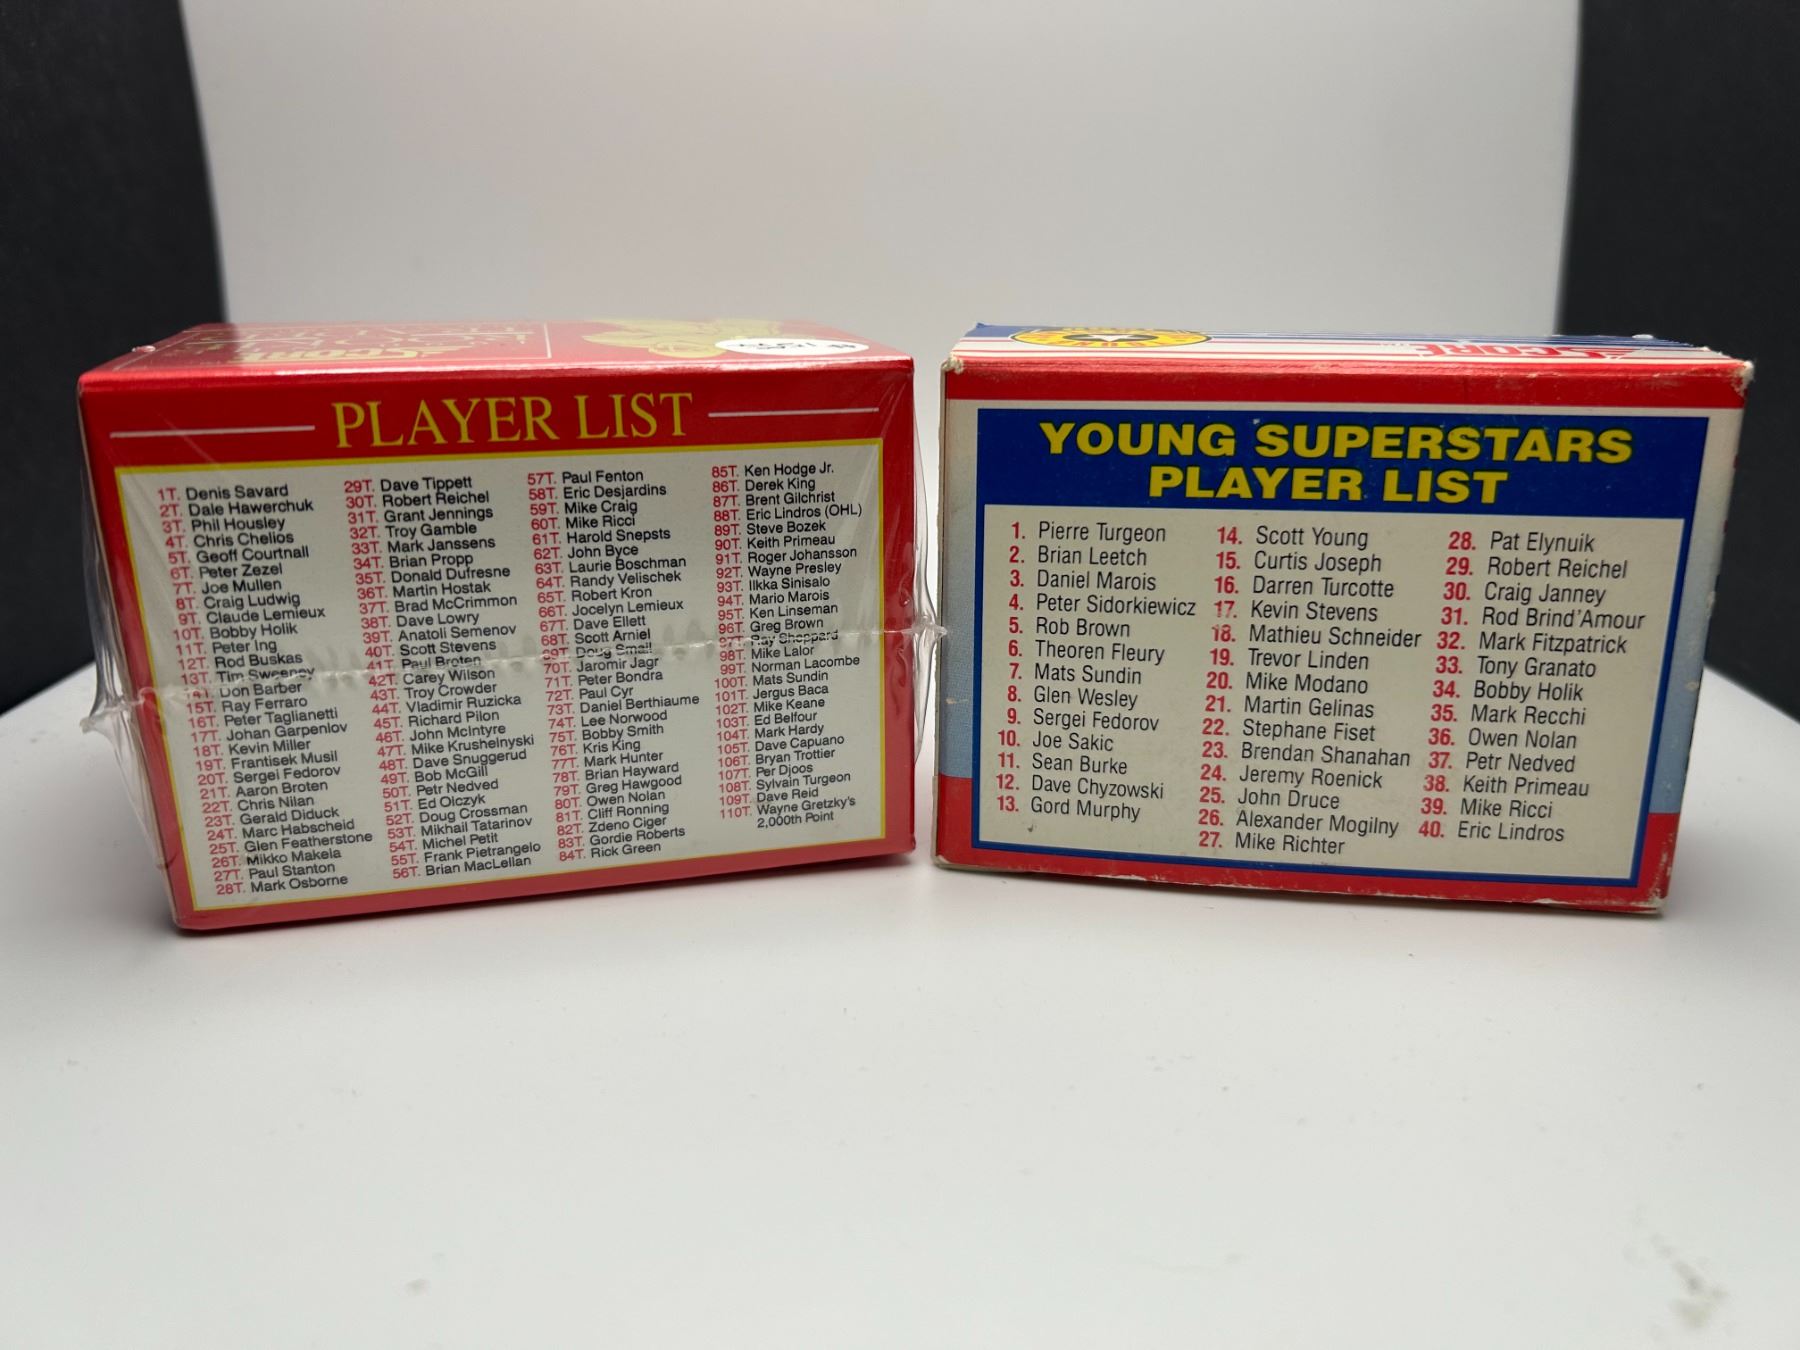 SCORE
PLAYER LIST
1T. Denis Savard
2T. Dale Hawerchuk
3T. Phil Housley
4T. Chris Chelios
5T. Geoff Courtnall
6T. Peter Zezel
7T. Joe Mullen
8T. Craig Ludwig
9T. Claude Lemieux
10T. Bobby Holik
11T. Peter Ing
12T. Rod Buskas
13T. Tim Sweeney
14T. Don Barber
15T. Ray Ferraro
16T. Peter Taglianetti
17T. Johan Garpenlov
18T. Kevin Miller
19T. Frantisek Musil
20T. Sergei Fedorov
21T. Aaron Broten
22T. Chris Nilan
23T. Gerald Diduck
24T. Marc Habscheid
25T. Glen Featherstone
26T. Mikko Makela
27T. Paul Stanton
28T. Mark Osborne
29T. Dave Tippett
30T. Robert Reichel
31T. Grant Jennings
32T. Troy Gamble
33T. Mark Janssens
34T. Brian Propp
35T. Donald Dufresne
36T. Martin Hostak
37T. Brad McCrimmon
38T. Dave Lowry
39T. Anatoli Semenov
40T. Scott Stevens
41T. Paul Broten
42T. Carey Wilson
43T. Troy Crowder
44T. Vladimir Ruzicka
45T. Richard Pilon
46T. John McIntyre
47T. Mike Krushelnyski
48T. Dave Snuggerud
49T. Bob McGill
50T. Petr Nedved
51T. Ed Olczyk
52T. Doug Crossman
53T. Mikhail Tatarinov
54T. Michel Petit
55T. Frank Pietrangelo
56T. Brian MacLellan
57T. Paul Fenton
58T. Eric Desjardins
59T. Mike Craig
60T. Mike Ricci
61T. Harold Snepsts
62T. John Byce
63T. Laurie Boschman
64T. Randy Velischek
65T. Robert Kron
66T. Jocelyn Lemieux
67T. Dave Ellett
68T. Scott Arniel
69T. Doug Smail
70T. Jaromir Jagr
71T. Peter Bondra
72T. Paul Cyr
73T. Daniel Berthiaume
74T. Lee Norwood
75T. Bobby Smith
76T. Kris King
77T. Mark Hunter
78T. Brian Hayward
79T. Greg Hawgood
80T. Owen Nolan
81T. Cliff Ronning
82T. Zdeno Ciger
83T. Gordie Roberts
84T. Rick Green
85T. Ken Hodge Jr.
86T. Derek King
87T. Brent Gilchrist
88T. Eric Lindros (OHL)
89T. Steve Bozek
90T. Keith Primeau
91T. Roger Johansson
92T. Wayne Presley
93T. Ilkka Sinisalo
94T. Mario Marois
95T. Ken Linseman
96T. Greg Brown
97T. Ray Sheppard
98T. Mike Lalor
99T. Norman Lacombe
100T. Mats Sundin
101T. Jergus Baca
102T. Mike Keane
103T. Ed Belfour
104T. Mark Hardy
105T. Dave Capuano
106T. Bryan Trottier
107T. Per Djoos
108T. Sylvain Turgeon
109T. Dave Reid
110T. Wayne Gretzky's
2,000th Point
SCORE
YOUNG SUPERSTARS
PLAYER LIST
1. Pierre Turgeon
2. Brian Leetch
3. Daniel Marois
4. Peter Sidorkiewicz
5. Rob Brown
6. Theoren Fleury
7. Mats Sundin
8. Glen Wesley
9. Sergei Fedorov
10. Joe Sakic
11. Sean Burke
12. Dave Chyzowski
13. Gord Murphy
14. Scott Young
15. Curtis Joseph
16. Darren Turcotte
17. Kevin Stevens
18. Mathieu Schneider
19. Trevor Linden
20. Mike Modano
21. Martin Gelinas
22. Stephane Fiset
23. Brendan Shanahan
24. Jeremy Roenick
25. John Druce
26. Alexander Mogilny
27. Mike Richter
28. Pat Elynuik
29. Robert Reichel
30. Craig Janney
31. Rod Brind'Amour
32. Mark Fitzpatrick
33. Tony Granato
34. Bobby Holik
35. Mark Recchi
36. Owen Nolan
37. Petr Nedved
38. Keith Primeau
39. Mike Ricci
40. Eric Lindros